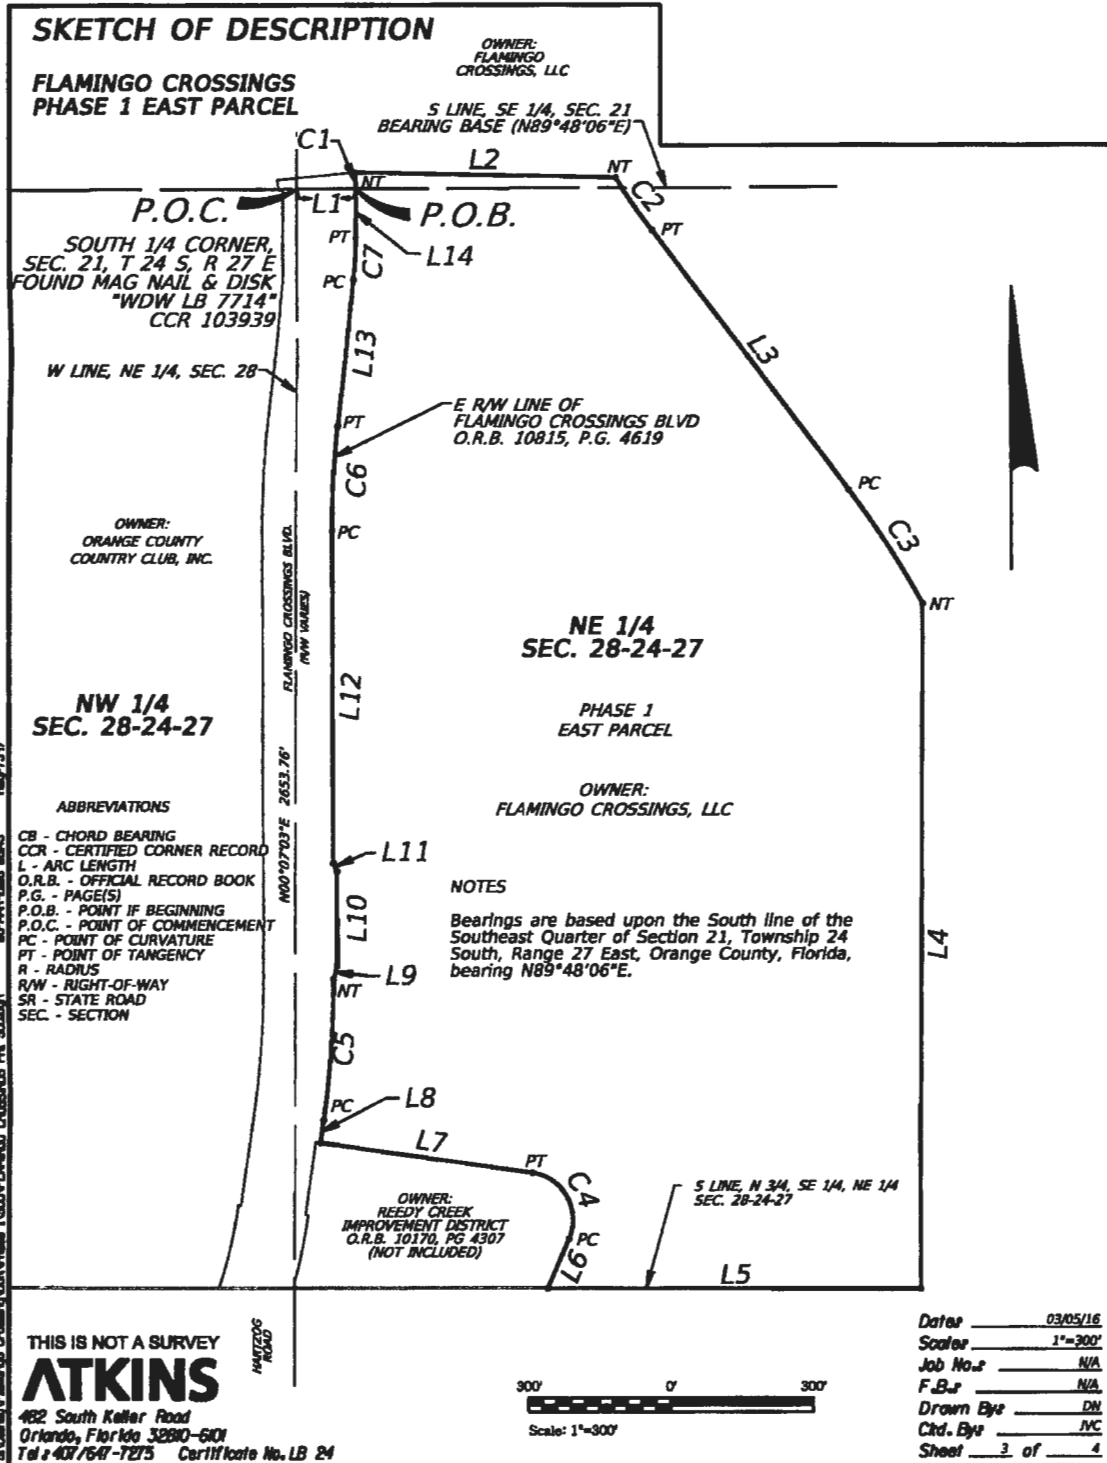 SKETCH OF DESCRIPTION
FLAMINGO CROSSINGS
PHASE 1 EAST PARCEL
OWNER:
FLAMINGO
CROSSINGS, LLC
S LINE, SE 1/4, SEC. 21
BEARING BASE (N89°48'06"E)
C1
L2
NT
NT
C2
PT
P.O.C.
L1
P.O.B.
SOUTH 1/4 CORNER,
SEC. 21, T 24 S, R 27 E
FOUND MAG NAIL & DISK
"WDW LB 7714"
CCR 103939
PT
C7
L14
PC
L13
L3
W LINE, NE 1/4, SEC. 28
PT
E R/W LINE OF
FLAMINGO CROSSINGS BLVD
O.R.B. 10815, P.G. 4619
C6
PC
PC
C3
NT
OWNER:
ORANGE COUNTY
COUNTRY CLUB, INC.
FLAMINGO CROSSINGS BLVD.
(R/W VARIES)
NE 1/4
SEC. 28-24-27
L12
NW 1/4
SEC. 28-24-27
PHASE 1
EAST PARCEL
OWNER:
FLAMINGO CROSSINGS, LLC
N00°07'03"E 2653.76'
ABBREVIATIONS
CB - CHORD BEARING
CCR - CERTIFIED CORNER RECORD
L - ARC LENGTH
O.R.B. - OFFICIAL RECORD BOOK
P.G. - PAGE(S)
P.O.B. - POINT IF BEGINNING
P.O.C. - POINT OF COMMENCEMENT
PC - POINT OF CURVATURE
PT - POINT OF TANGENCY
R - RADIUS
R/W - RIGHT-OF-WAY
SR - STATE ROAD
SEC. - SECTION
L11
L10
L9
NT
NOTES
Bearings are based upon the South line of the
Southeast Quarter of Section 21, Township 24
South, Range 27 East, Orange County, Florida,
bearing N89°48'06"E.
L4
C5
PC
L8
L7
PT
C4
PC
L6
OWNER:
REEDY CREEK
IMPROVEMENT DISTRICT
O.R.B. 10170, PG 4307
(NOT INCLUDED)
S LINE, N 3/4, SE 1/4, NE 1/4
SEC. 28-24-27
L5
HARTZOG
ROAD
THIS IS NOT A SURVEY
ATKINS
482 South Keller Road
Orlando, Florida 32810-6101
Tel: 407/647-7275 Certificate No. LB 24
300' 0' 300'
Scale: 1"=300'
Date: 03/05/16
Scale: 1"=300'
Job No.: N/A
F.B.: N/A
Drawn By: DN
Ckd. By: JVC
Sheet 3 of 4